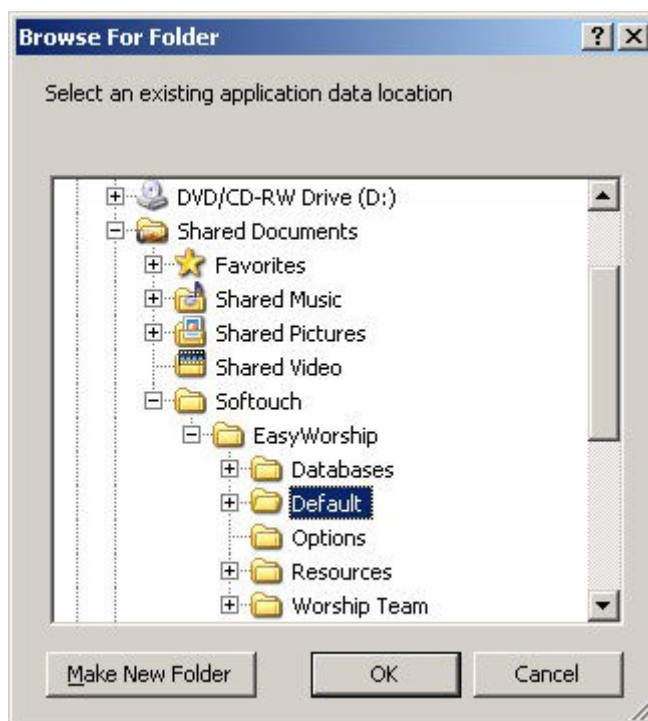 Browse For Folder
Select an existing application data location
DVD/CD-RW Drive (D:)
Shared Documents
Favorites
Shared Music
Shared Pictures
Shared Video
Softouch
EasyWorship
Databases
Default
Options
Resources
Worship Team
Make New Folder OK Cancel